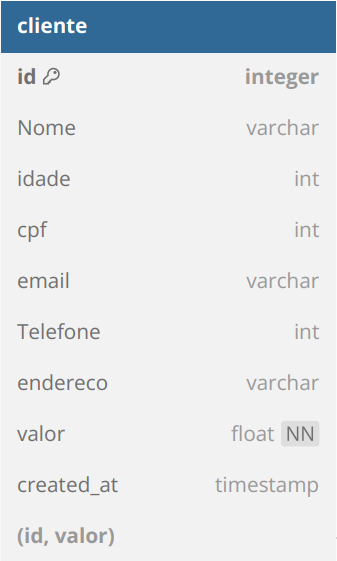 cliente
id integer
Nome varchar
idade int
cpf int
email varchar
Telefone int
endereco varchar
valor float NN
created_at timestamp
(id, valor)